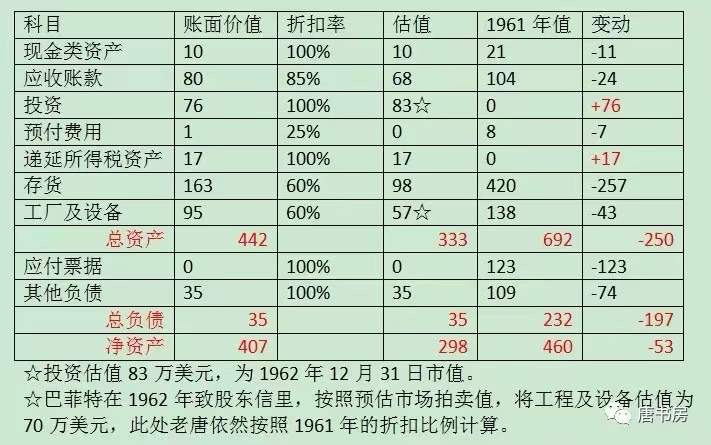 科目 账面价值 折扣率 估值 1961 年值 变动
现金类资产 10 100% 10 21 -11
应收账款 80 85% 68 104 -24
投资 76 100% 83☆ 0 +76
预付费用 1 25% 0 8 -7
递延所得税资产 17 100% 17 0 +17
存货 163 60% 98 420 -257
工厂及设备 95 60% 57☆ 138 -43
总资产 442 333 692 -250
应付票据 0 100% 0 123 -123
其他负债 35 100% 35 109 -74
总负债 35 35 232 -197
净资产 407 298 460 -53
☆投资估值 83 万美元，为 1962 年 12 月 31 日市值。
☆巴菲特在 1962 年致股东信里，按照预估市场拍卖值，将工程及设备估值为
70 万美元，此处老唐依然按照 1961 年的折扣比例计算。
唐书房